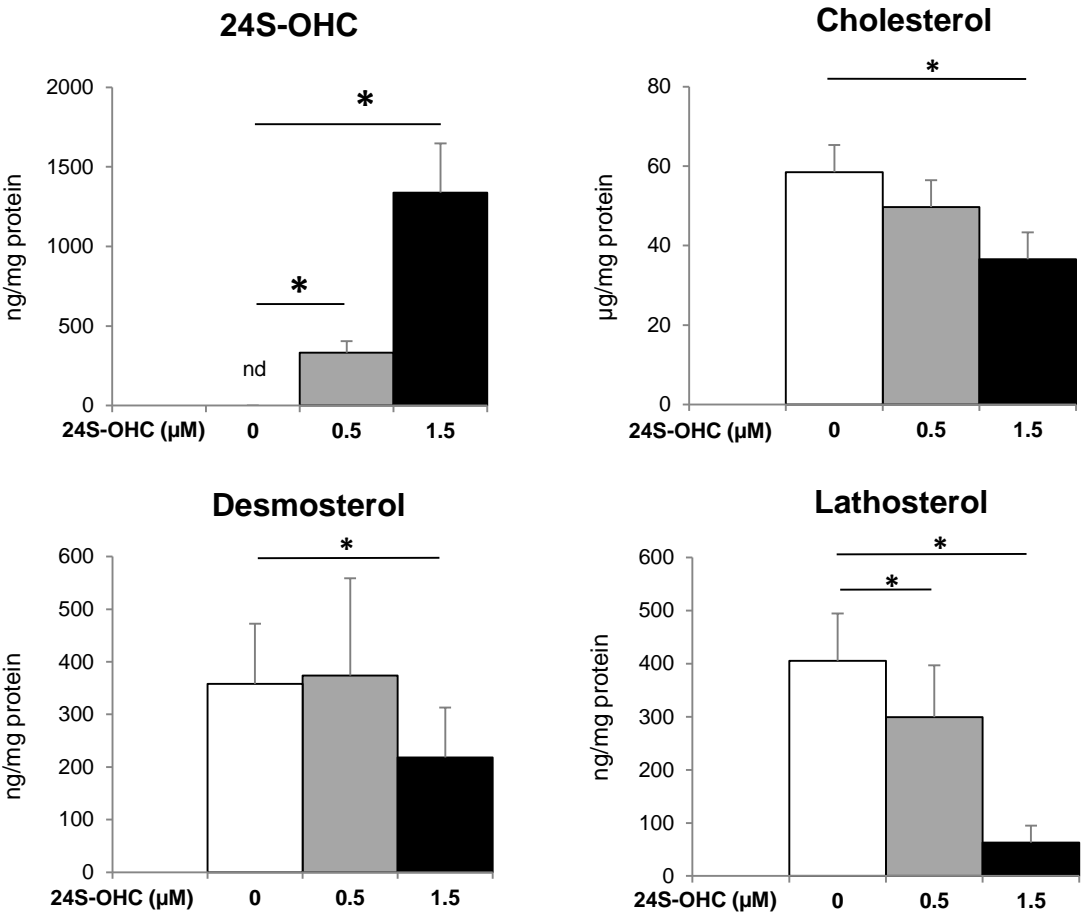 24S-OHC
*
*
2000
1500
1000
500
0
ng/mg protein
nd
24S-OHC (µM) 0 0.5 1.5
Cholesterol
*
80
60
40
20
0
µg/mg protein
24S-OHC (µM) 0 0.5 1.5
Desmosterol
*
600
500
400
300
200
100
0
ng/mg protein
24S-OHC (µM) 0 0.5 1.5
Lathosterol
*
*
600
500
400
300
200
100
0
ng/mg protein
24S-OHC (µM) 0 0.5 1.5